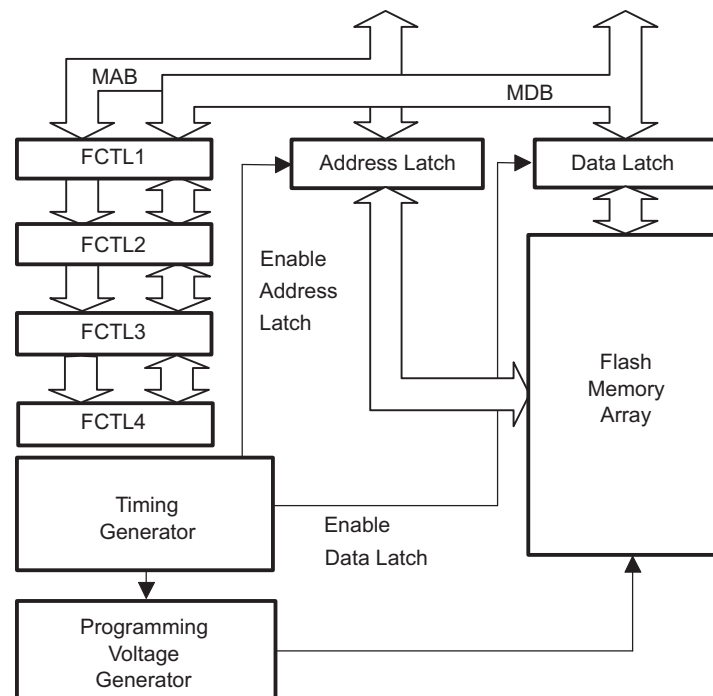 MAB
MDB
FCTL1
Address Latch
Data Latch
FCTL2
Enable
Address
Latch
FCTL3
Flash
Memory
Array
FCTL4
Timing
Generator
Enable
Data Latch
Programming
Voltage
Generator